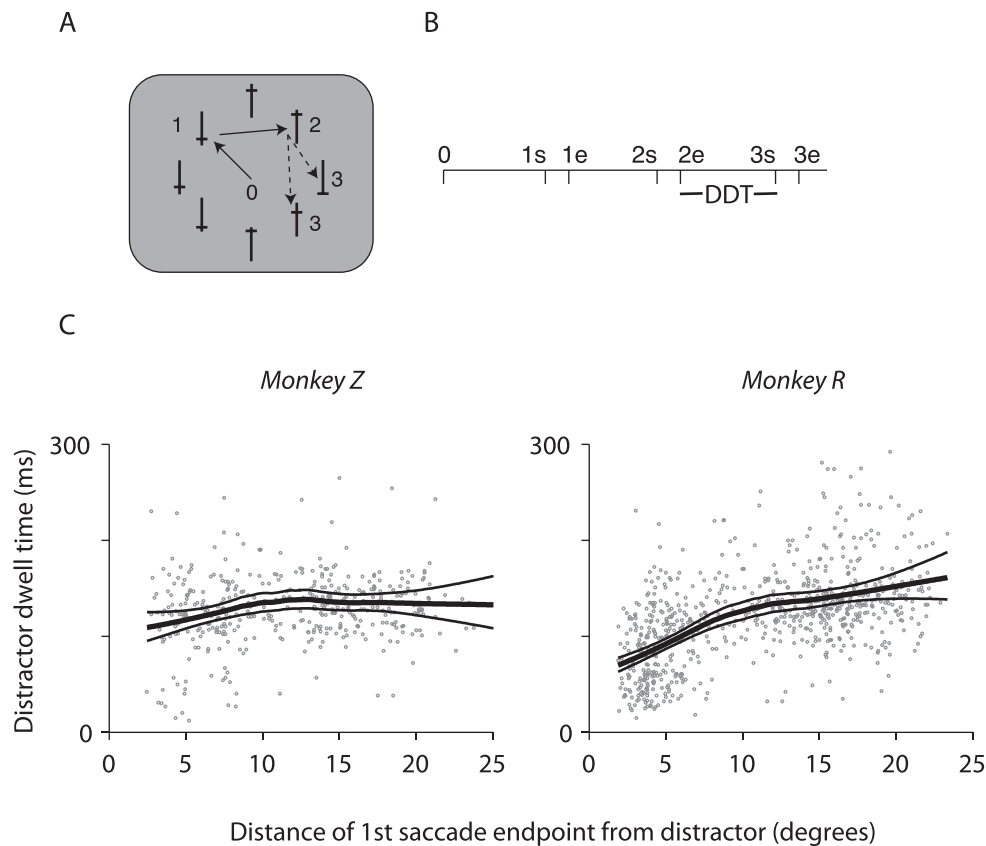 A
1
2
0
3
3
B
0 1s 1e 2s 2e 3s 3e
DDT
C
Monkey Z
Monkey R
Distractor dwell time (ms)
300
0
0 5 10 15 20 25
300
0
0 5 10 15 20 25
Distance of 1st saccade endpoint from distractor (degrees)